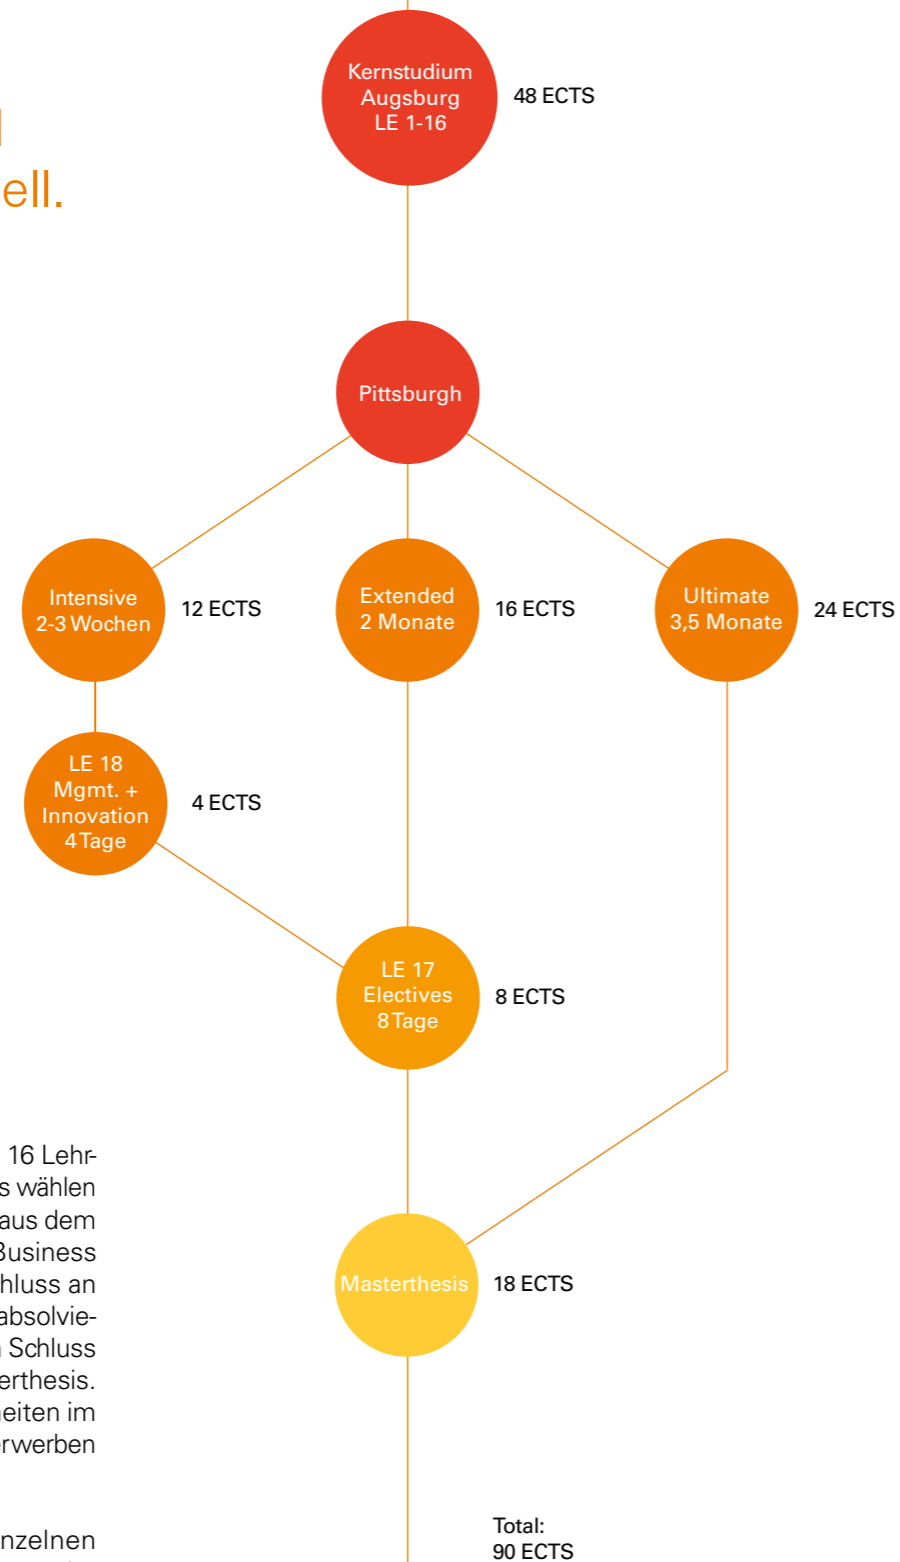 ell.
Kernstudium
Augsburg
LE 1-16
48 ECTS
Pittsburgh
Intensive
2-3 Wochen
12 ECTS
Extended
2 Monate
16 ECTS
Ultimate
3,5 Monate
24 ECTS
LE 18
Mgmt. +
Innovation
4 Tage
4 ECTS
LE 17
Electives
8 Tage
8 ECTS
Masterthesis
18 ECTS
16 Lehr-
s wählen
aus dem
Business
hluss an
absolvie-
Schluss
erthesis.
heiten im
erwerben
inzelnen
Total:
90 ECTS